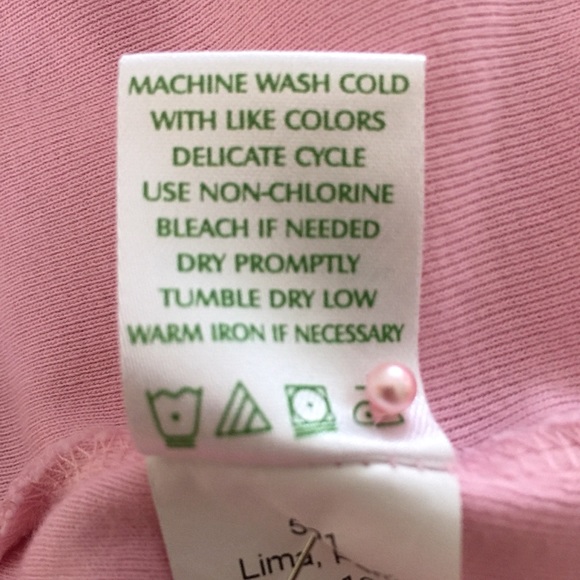 MACHINE WASH COLD
WITH LIKE COLORS
DELICATE CYCLE
USE NON-CHLORINE
BLEACH IF NEEDED
DRY PROMPTLY
TUMBLE DRY LOW
WARM IRON IF NECESSARY
Lima,